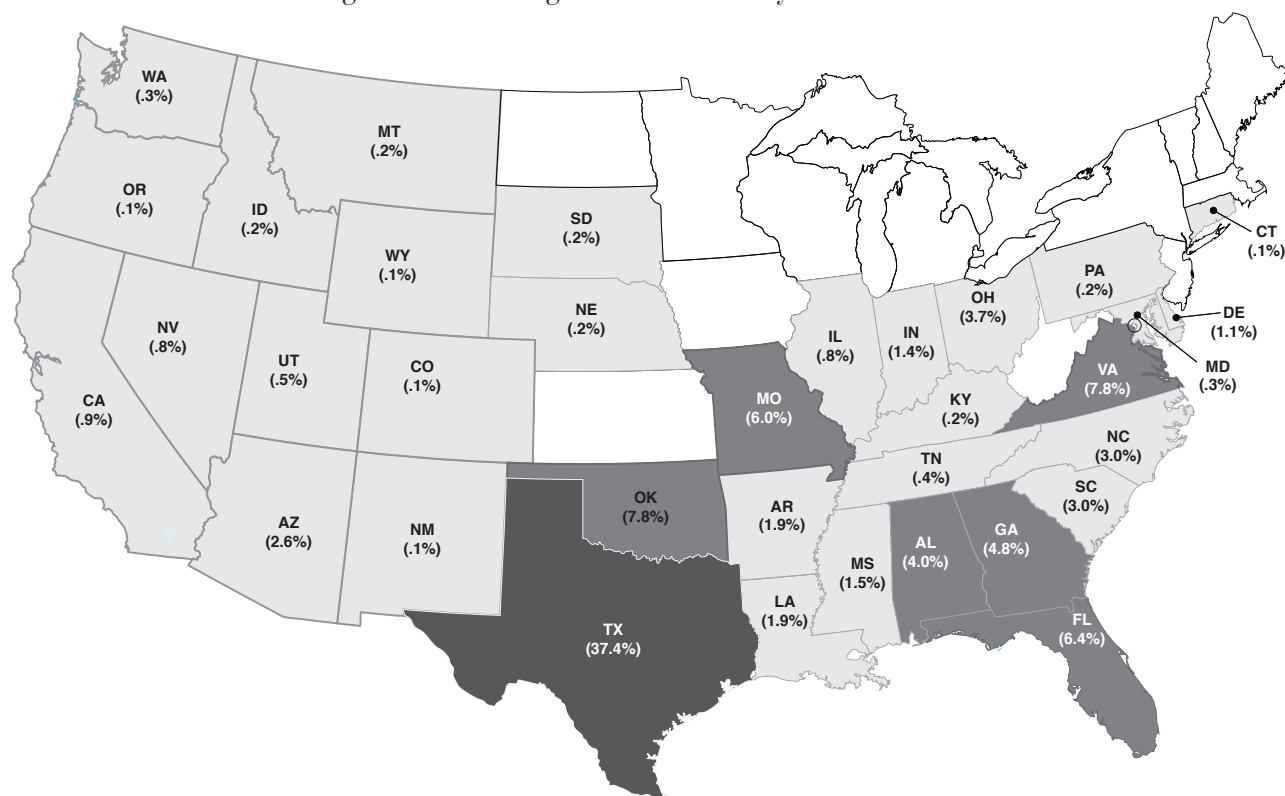 WA
(.3%)
MT
(.2%)
OR
(.1%)
ID
(.2%)
WY
(.1%)
SD
(.2%)
NE
(.2%)
CT
(.1%)
PA
(.2%)
OH
(3.7%)
DE
(1.1%)
MD
(.3%)
NV
(.8%)
UT
(.5%)
CO
(.1%)
IL
(.8%)
IN
(1.4%)
VA
(7.8%)
CA
(.9%)
MO
(6.0%)
KY
(.2%)
NC
(3.0%)
TN
(.4%)
SC
(3.0%)
AZ
(2.6%)
NM
(.1%)
OK
(7.8%)
AR
(1.9%)
MS
(1.5%)
AL
(4.0%)
GA
(4.8%)
LA
(1.9%)
TX
(37.4%)
FL
(6.4%)